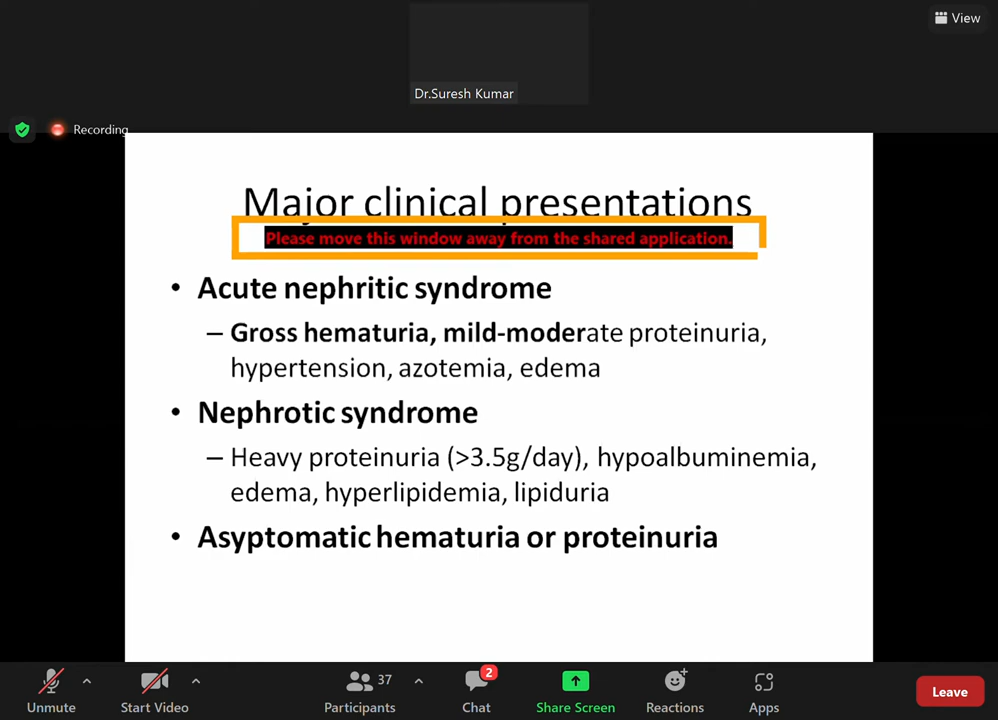 View
Dr.Suresh Kumar
Recording
Major clinical presentations
Please move this window away from the shared application.
• Acute nephritic syndrome
– Gross hematuria, mild-moderate proteinuria,
hypertension, azotemia, edema
• Nephrotic syndrome
– Heavy proteinuria (>3.5g/day), hypoalbuminemia,
edema, hyperlipidemia, lipiduria
• Asyptomatic hematuria or proteinuria
37
2
Unmute
Start Video
Participants
Chat
Share Screen
Reactions
Apps
Leave